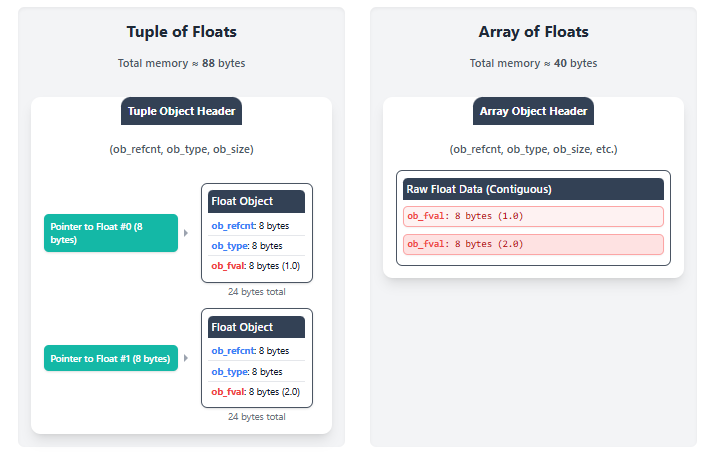 Tuple of Floats
Total memory ≈ 88 bytes
Tuple Object Header
(ob_refcnt, ob_type, ob_size)
Pointer to Float #0 (8
bytes)
Float Object
ob_refcnt: 8 bytes
ob_type: 8 bytes
ob_fval: 8 bytes (1.0)
24 bytes total
Pointer to Float #1 (8 bytes)
Float Object
ob_refcnt: 8 bytes
ob_type: 8 bytes
ob_fval: 8 bytes (2.0)
24 bytes total
Array of Floats
Total memory ≈ 40 bytes
Array Object Header
(ob_refcnt, ob_type, ob_size, etc.)
Raw Float Data (Contiguous)
ob_fval: 8 bytes (1.0)
ob_fval: 8 bytes (2.0)